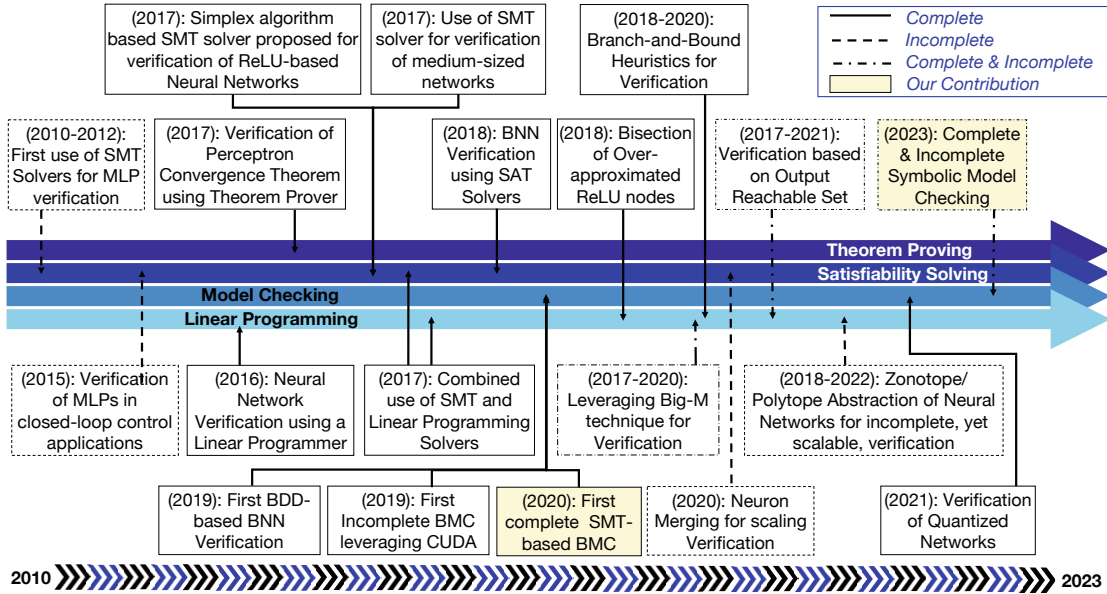 (2017): Simplex algorithm
based SMT solver proposed for
verification of ReLU-based
Neural Networks
(2017): Use of SMT
solver for verification
of medium-sized
networks
(2018-2020):
Branch-and-Bound
Heuristics for
Verification
Complete
Incomplete
Complete & Incomplete
Our Contribution
(2010-2012):
First use of SMT
Solvers for MLP
verification
(2017): Verification of
Perceptron
Convergence Theorem
using Theorem Prover
(2018): BNN
Verification
using SAT
Solvers
(2018): Bisection
of Over-
approximated
ReLU nodes
(2017-2021):
Verification based
on Output
Reachable Set
(2023): Complete
& Incomplete
Symbolic Model
Checking
Theorem Proving
Satisfiability Solving
Model Checking
Linear Programming
(2015): Verification
of MLPs in
closed-loop control
applications
(2016): Neural
Network
Verification using a
Linear Programmer
(2017): Combined
use of SMT and
Linear Programming
Solvers
(2017-2020):
Leveraging Big-M
technique for
Verification
(2018-2022): Zonotope/
Polytope Abstraction of Neural
Networks for incomplete, yet
scalable, verification
(2019): First BDD-
based BNN
Verification
(2019): First
Incomplete BMC
leveraging CUDA
(2020): First
complete SMT-
based BMC
(2020): Neuron
Merging for scaling
Verification
(2021): Verification
of Quantized
Networks
2010
2023